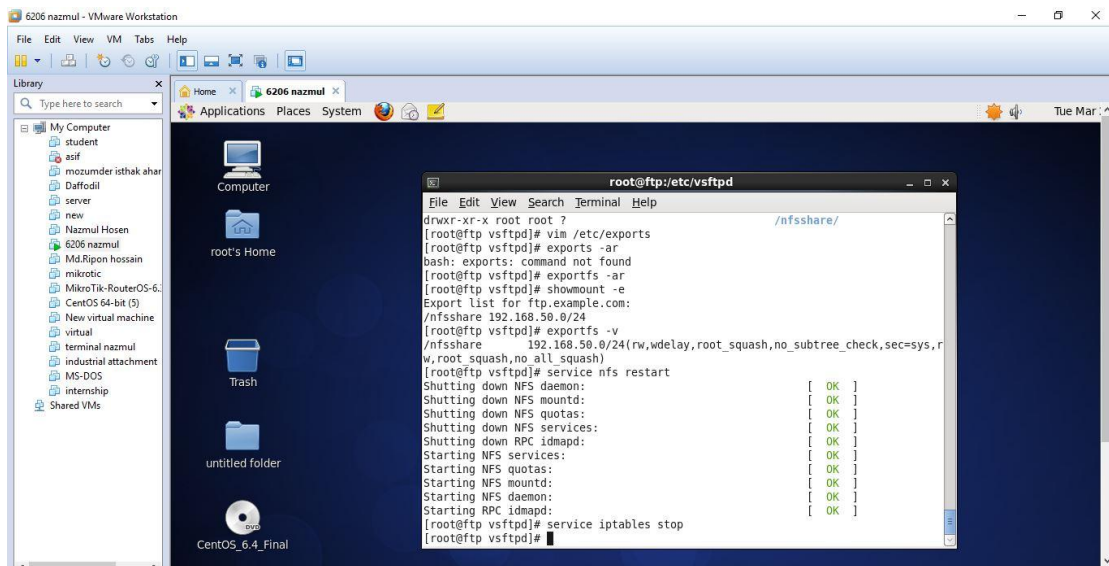 6206 nazmul - VMware Workstation
File Edit View VM Tabs Help
Library
Type here to search
My Computer
student
asif
mozumder isthak ahar
Daffodil
server
new
Nazmul Hosen
6206 nazmul
Md.Ripon hossain
mikrotic
MikroTik-RouterOS-6.
CentOS 64-bit (5)
New virtual machine
virtual
terminal nazmul
industrial attachment
MS-DOS
internship
Shared VMs
Home 6206 nazmul
Applications Places System Tue Mar
Computer
root's Home
Trash
untitled folder
DVD
CentOS_6.4_Final
root@ftp:/etc/vsftpd
File Edit View Search Terminal Help
drwxr-xr-x root root ? /nfsshare/
[root@ftp vsftpd]# vim /etc/exports
[root@ftp vsftpd]# exports -ar
bash: exports: command not found
[root@ftp vsftpd]# exportfs -ar
[root@ftp vsftpd]# showmount -e
Export list for ftp.example.com:
/nfsshare 192.168.50.0/24
[root@ftp vsftpd]# exportfs -v
/nfsshare 192.168.50.0/24(rw,wdelay,root_squash,no_subtree_check,sec=sys,r
w,root_squash,no_all_squash)
[root@ftp vsftpd]# service nfs restart
Shutting down NFS daemon: [ OK ]
Shutting down NFS mountd: [ OK ]
Shutting down NFS quotas: [ OK ]
Shutting down NFS services: [ OK ]
Shutting down RPC idmapd: [ OK ]
Starting NFS services: [ OK ]
Starting NFS quotas: [ OK ]
Starting NFS mountd: [ OK ]
Starting NFS daemon: [ OK ]
Starting RPC idmapd: [ OK ]
[root@ftp vsftpd]# service iptables stop
[root@ftp vsftpd]#